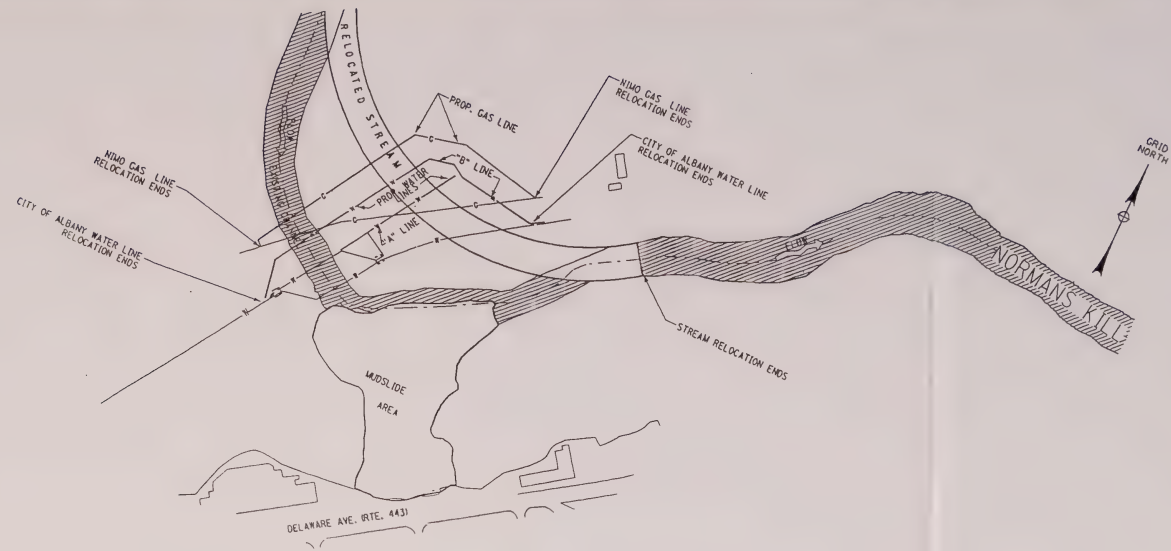 RELOCATED STREAM
PROP. GAS LINE
NIMO GAS LINE
RELOCATION ENDS
CITY OF ALBANY WATER LINE
RELOCATION ENDS
GRID
NORTH
FLOW
NIMO GAS LINE
RELOCATION ENDS
CITY OF ALBANY WATER LINE
RELOCATION ENDS
"B" LINE
PROP. WATER
LINES
"A" LINE
G
G
G
G
G
W
W
W
W
FLOW
NORMANS KILL
STREAM RELOCATION ENDS
MUDSLIDE
AREA
DELAWARE AVE. (RTE. 443)